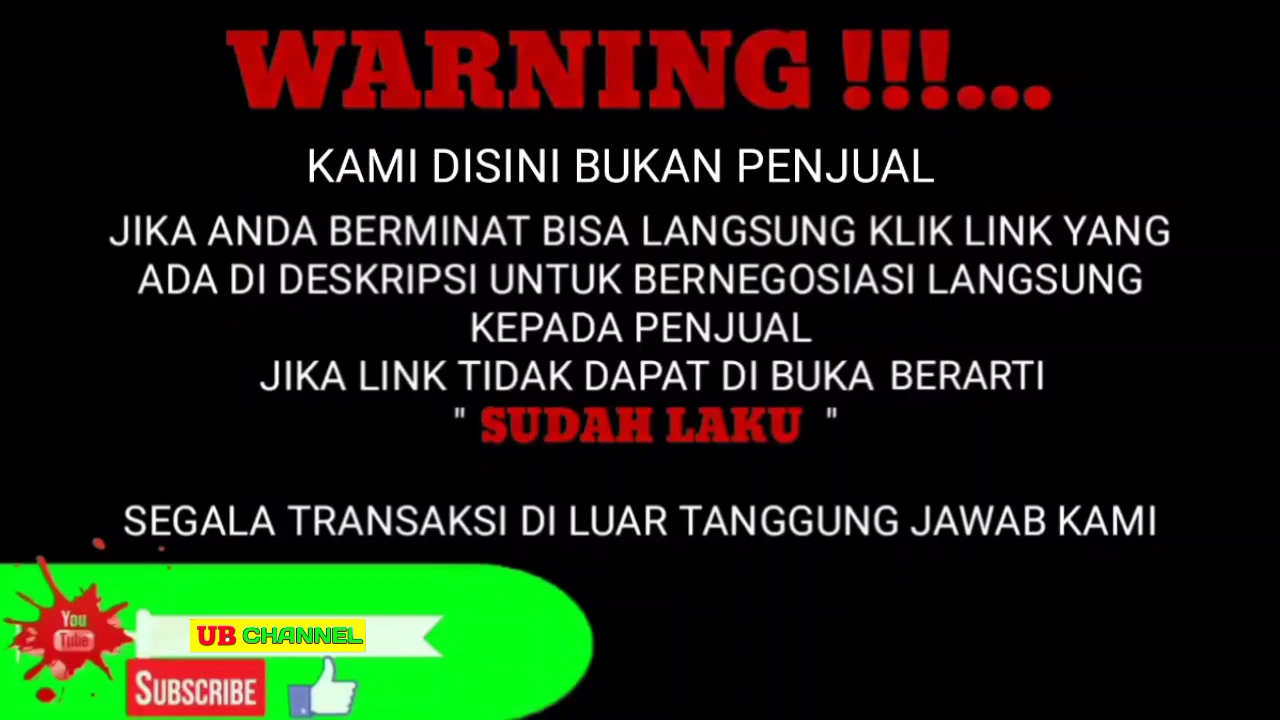 WARNING !!!...
KAMI DISINI BUKAN PENJUAL
JIKA ANDA BERMINAT BISA LANGSUNG KLIK LINK YANG
ADA DI DESKRIPSI UNTUK BERNEGOSIASI LANGSUNG
KEPADA PENJUAL
JIKA LINK TIDAK DAPAT DI BUKA BERARTI
" SUDAH LAKU "
SEGALA TRANSAKSI DI LUAR TANGGUNG JAWAB KAMI
You
Tube
UB CHANNEL
SUBSCRIBE